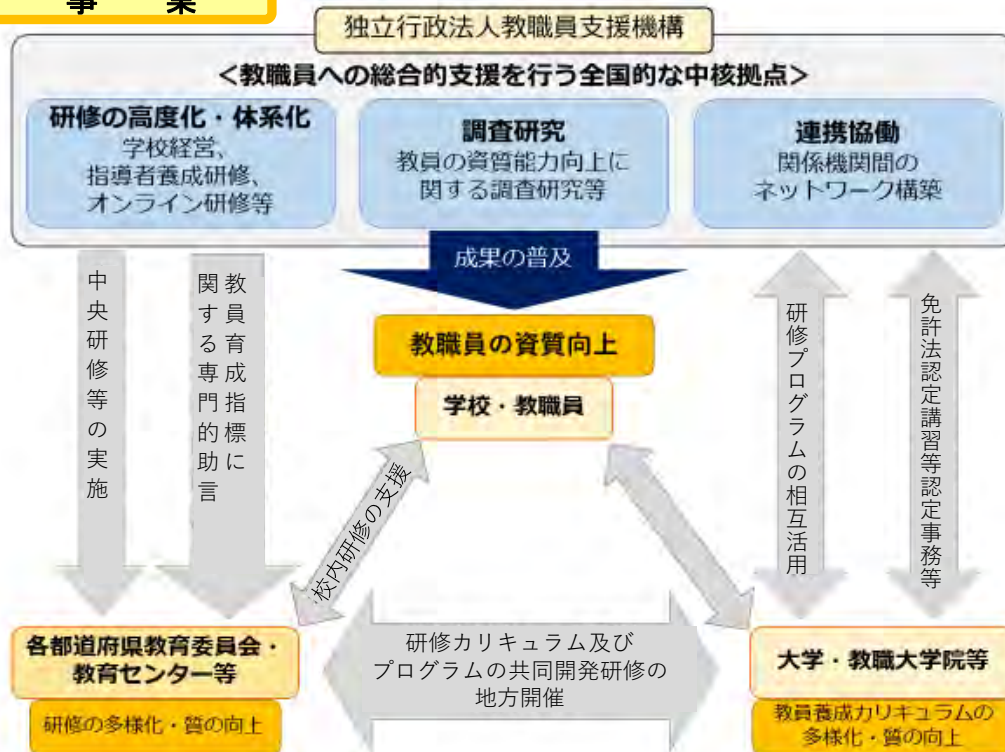 事　業
独立行政法人教職員支援機構
＜教職員への総合的支援を行う全国的な中核拠点＞
研修の高度化・体系化
学校経営、
指導者養成研修、
オンライン研修等
調査研究
教員の資質能力向上に
関する調査研究等
連携協働
関係機関間の
ネットワーク構築
成果の普及
中央研修等の実施
教員育成指標に
関する専門的助言
教職員の資質向上
学校・教職員
研修プログラムの相互活用
免許法認定講習等認定事務等
校内研修の支援
各都道府県教育委員会・
教育センター等
研修の多様化・質の向上
研修カリキュラム及び
プログラムの共同開発研修の
地方開催
大学・教職大学院等
教員養成カリキュラムの
多様化・質の向上